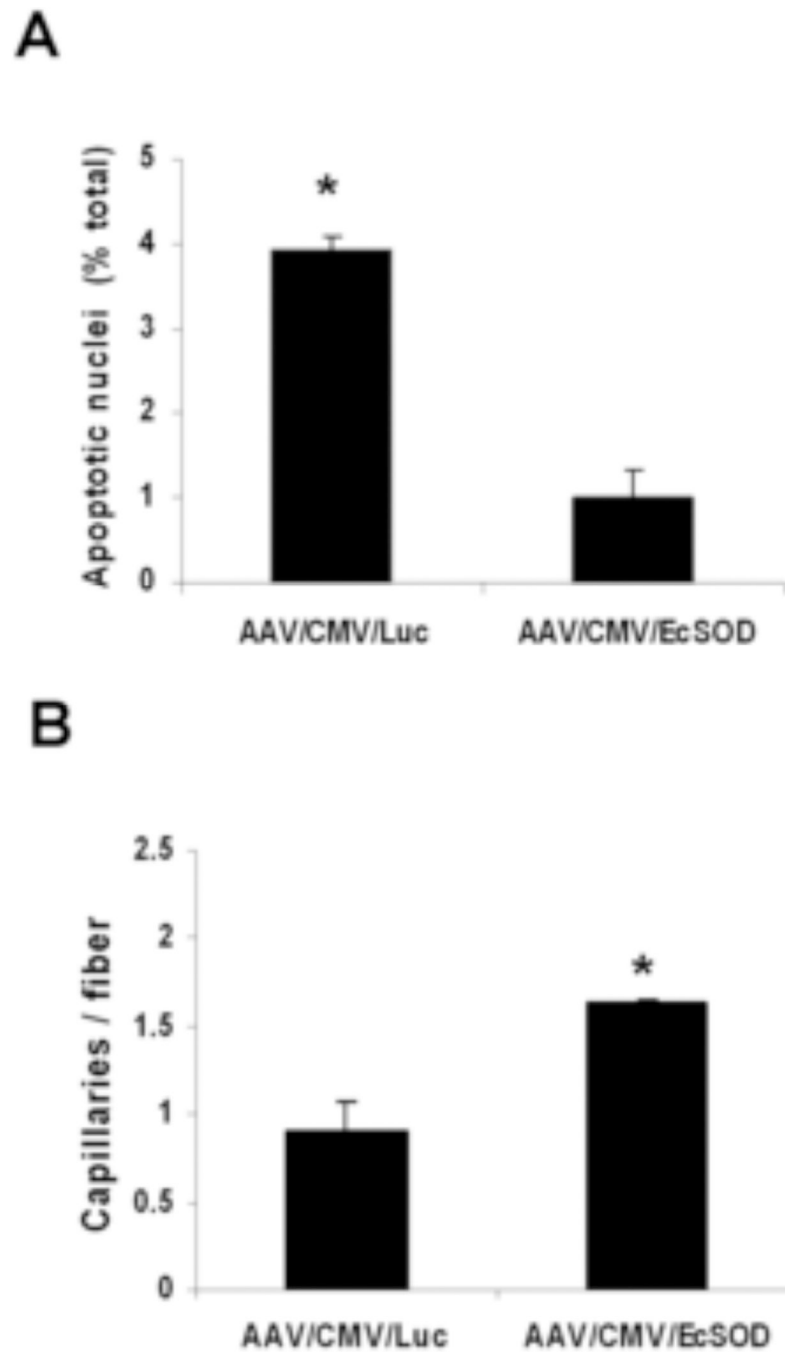 A
Apoptotic nuclei (% total)
5
4
3
2
1
0
*
AAV/CMV/Luc
AAV/CMV/EcSOD
B
Capillaries / fiber
2.5
2
1.5
1
0.5
0
*
AAV/CMV/Luc
AAV/CMV/EcSOD